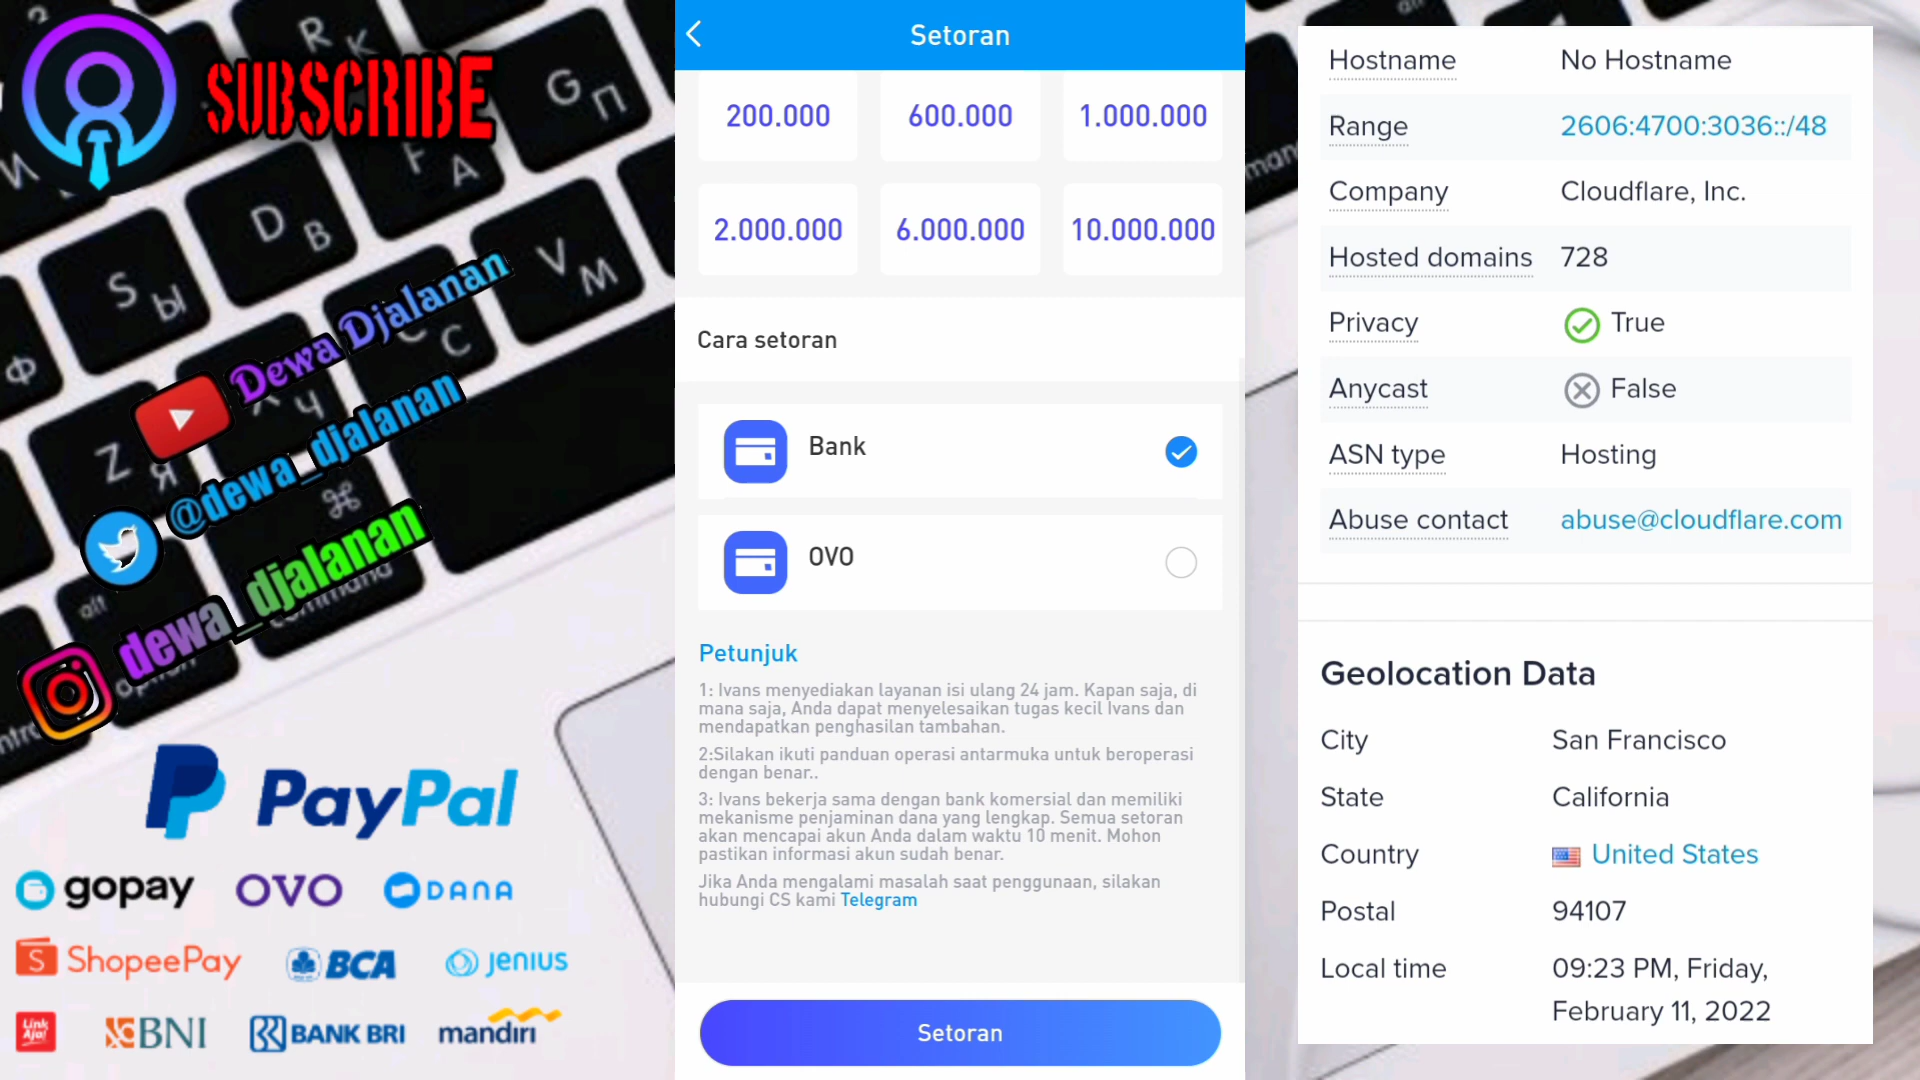 SUBSCRIBE
Dewa Djalanan
@dewa_djalanan
dewa_djalanan
PayPal
gopay
OVO
DANA
S ShopeePay
BCA
Jenius
Link
Aja!
BNI
BANK BRI
mandiri
Setoran
200.000
600.000
1.000.000
2.000.000
6.000.000
10.000.000
Cara setoran
Bank
OVO
Petunjuk
1: Ivans menyediakan layanan isi ulang 24 jam. Kapan saja, di
mana saja, Anda dapat menyelesaikan tugas kecil Ivans dan
mendapatkan penghasilan tambahan.
2:Silakan ikuti panduan operasi antarmuka untuk beroperasi
dengan benar..
3: Ivans bekerja sama dengan bank komersial dan memiliki
mekanisme penjaminan dana yang lengkap. Semua setoran
akan mencapai akun Anda dalam waktu 10 menit. Mohon
pastikan informasi akun sudah benar.
Jika Anda mengalami masalah saat penggunaan, silakan
hubungi CS kami Telegram
Setoran
Hostname No Hostname
Range 2606:4700:3036::/48
Company Cloudflare, Inc.
Hosted domains 728
Privacy True
Anycast False
ASN type Hosting
Abuse contact abuse@cloudflare.com
Geolocation Data
City San Francisco
State California
Country United States
Postal 94107
Local time 09:23 PM, Friday,
February 11, 2022